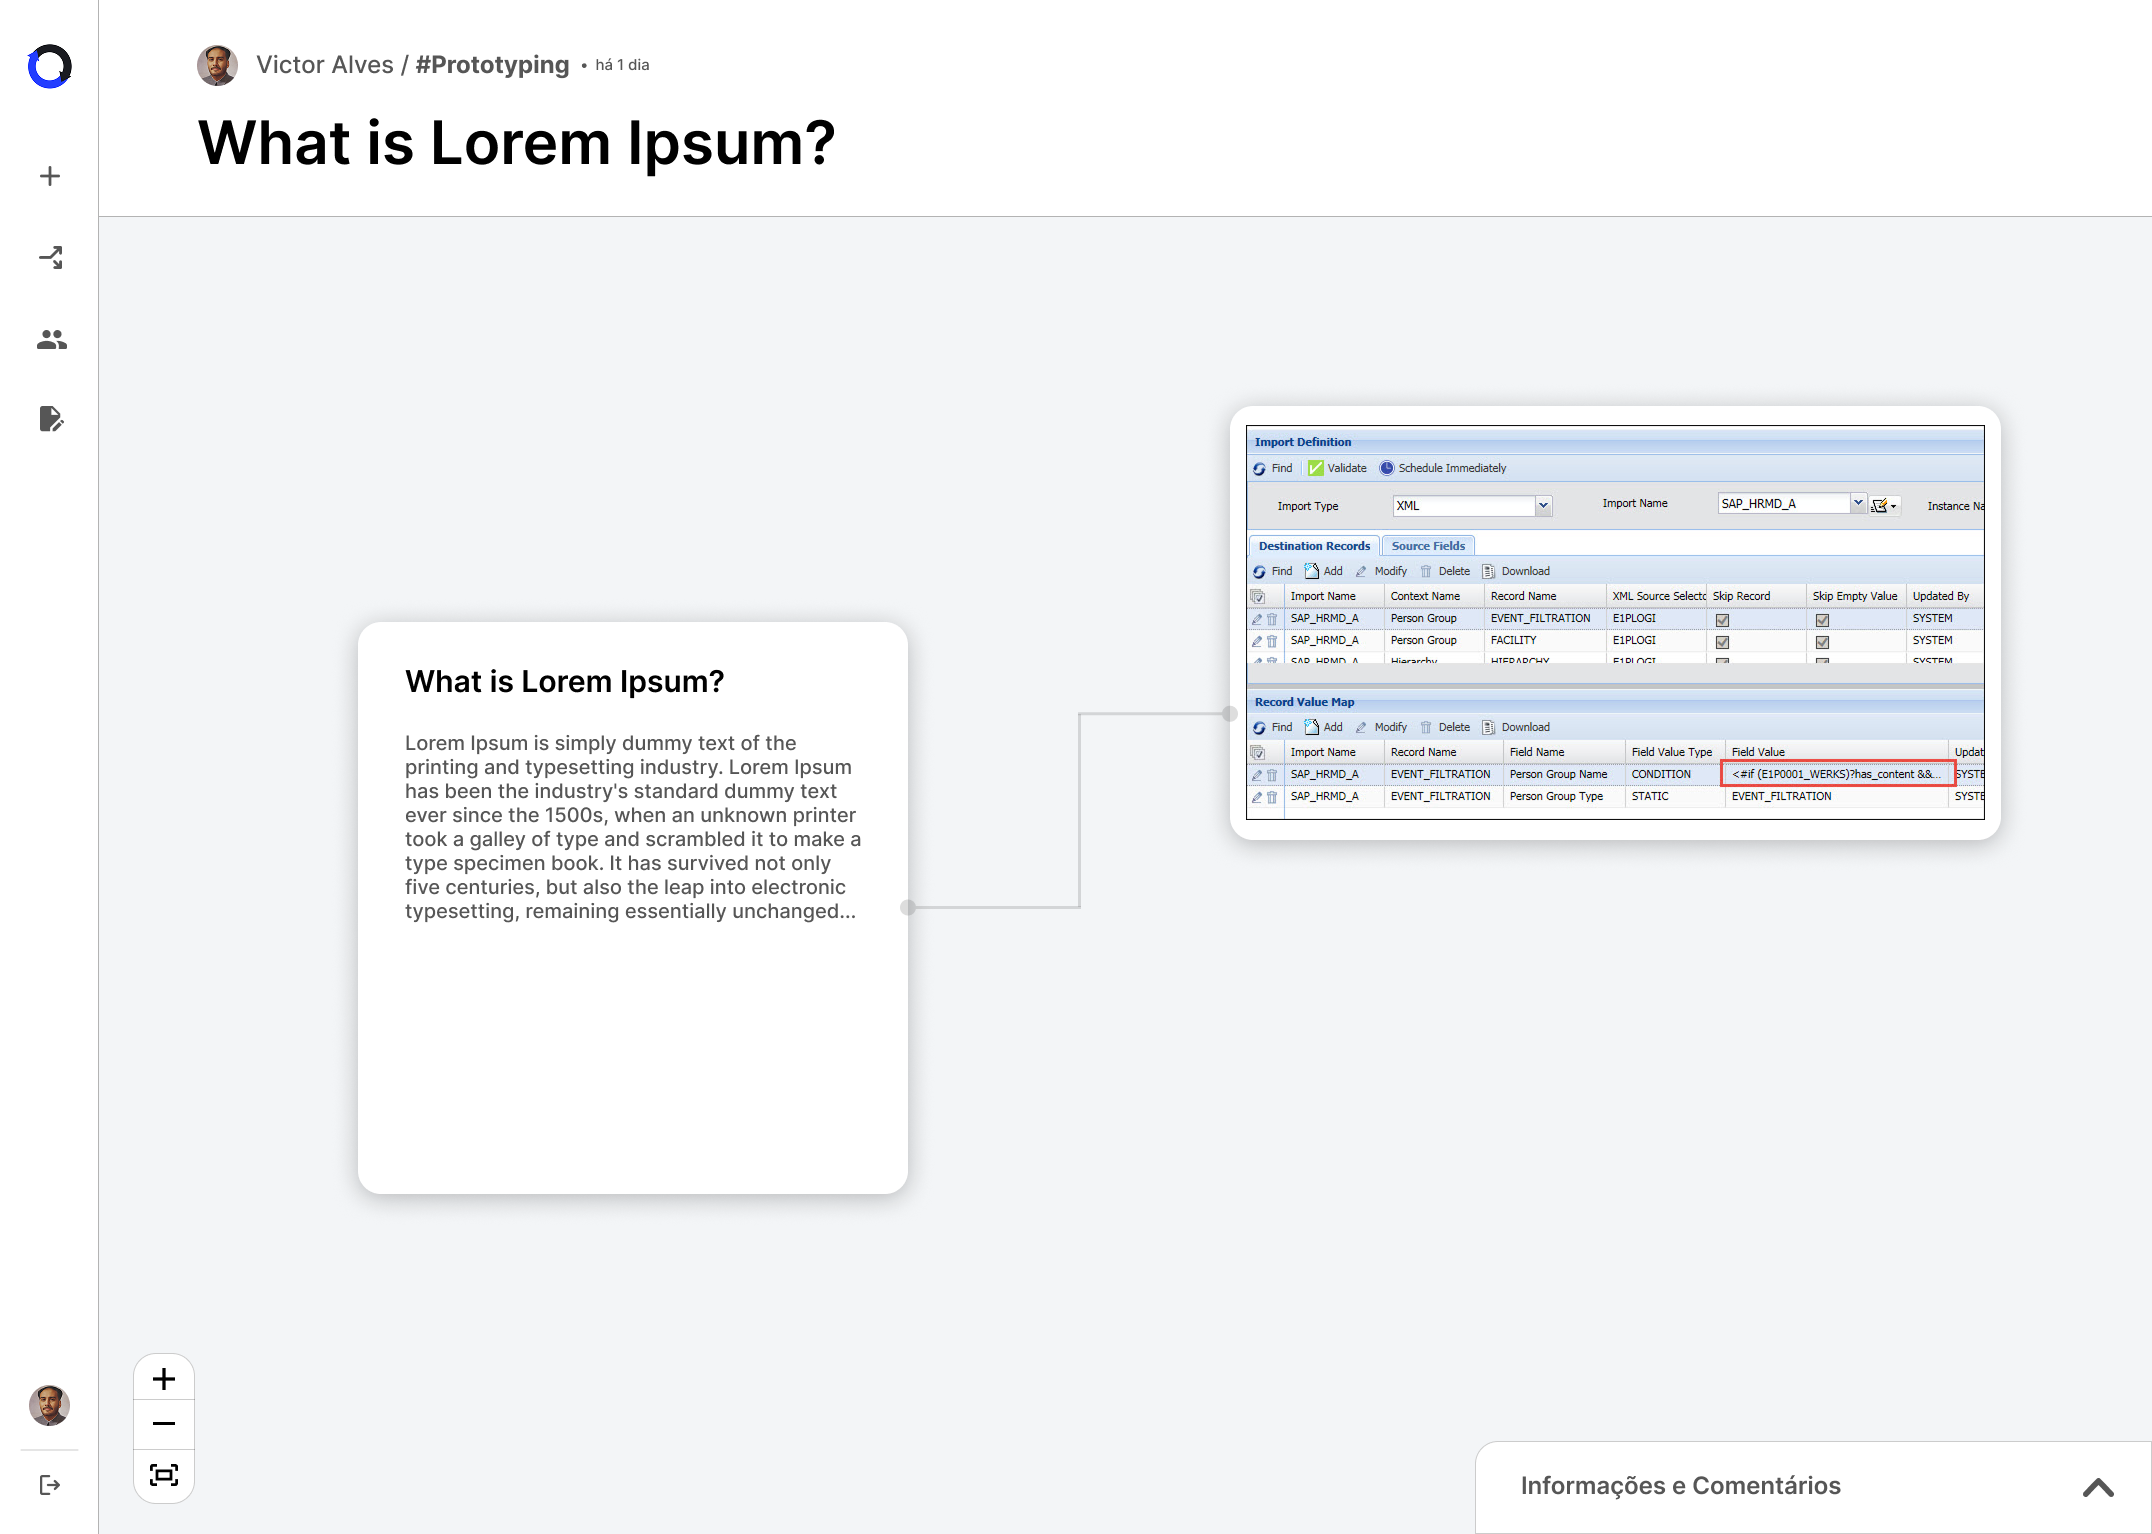 Victor Alves / #Prototyping • há 1 dia
What is Lorem Ipsum?
What is Lorem Ipsum?
Lorem Ipsum is simply dummy text of the
printing and typesetting industry. Lorem Ipsum
has been the industry's standard dummy text
ever since the 1500s, when an unknown printer
took a galley of type and scrambled it to make a
type specimen book. It has survived not only
five centuries, but also the leap into electronic
typesetting, remaining essentially unchanged...
Import Definition
Find Validate Schedule Immediately
Import Type XML Import Name SAP_HRMD_A Instance Na
Destination Records Source Fields
Find Add Modify Delete Download
Import Name Context Name Record Name XML Source Selecto Skip Record Skip Empty Value Updated By
SAP_HRMD_A Person Group EVENT_FILTRATION E1PLOGI SYSTEM
SAP_HRMD_A Person Group FACILITY E1PLOGI SYSTEM
SAP_HRMD_A Hierarchy HIERARCHY E1PLOGI SYSTEM
Record Value Map
Find Add Modify Delete Download
Import Name Record Name Field Name Field Value Type Field Value Updat
SAP_HRMD_A EVENT_FILTRATION Person Group Name CONDITION <#if (E1P0001_WERKS)?has_content &&... SYSTE
SAP_HRMD_A EVENT_FILTRATION Person Group Type STATIC EVENT_FILTRATION SYSTE
Informações e Comentários